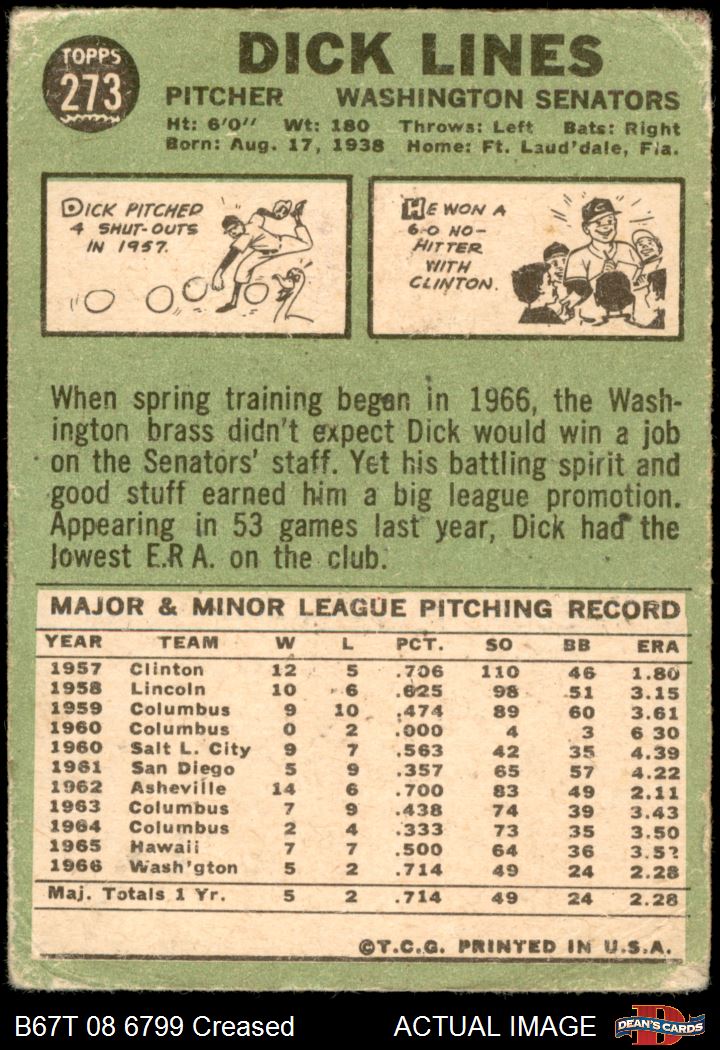 TOPPS
273
DICK LINES
PITCHER WASHINGTON SENATORS
Ht: 6'0" Wt: 180 Throws: Left Bats: Right
Born: Aug. 17, 1938 Home: Ft. Laud'dale, Fla.
DICK PITCHED
4 SHUT-OUTS
IN 1957.
HE WON A
6-0 NO-
HITTER
WITH
CLINTON.
When spring training began in 1966, the Wash-
ington brass didn't expect Dick would win a job
on the Senators' staff. Yet his battling spirit and
good stuff earned him a big league promotion.
Appearing in 53 games last year, Dick had the
lowest E.R.A. on the club.
MAJOR & MINOR LEAGUE PITCHING RECORD
YEAR TEAM W L PCT. SO BB ERA
1957 Clinton 12 5 .706 110 46 1.80
1958 Lincoln 10 6 .625 98 51 3.15
1959 Columbus 9 10 .474 89 60 3.61
1960 Columbus 0 2 .000 4 3 6 30
1960 Salt L. City 9 7 .563 42 35 4.39
1961 San Diego 5 9 .357 65 57 4.22
1962 Asheville 14 6 .700 83 49 2.11
1963 Columbus 7 9 .438 74 39 3.43
1964 Columbus 2 4 .333 73 35 3.50
1965 Hawaii 7 7 .500 64 36
1966 Wash'gton 5 2 .714 49 24 2.28
Maj. Totals 1 Yr. 5 2 .714 49 24 2.28
©T.C.G. PRINTED IN U.S.A.
B67T 08 6799 Creased ACTUAL IMAGE
D
DEAN'S CARDS